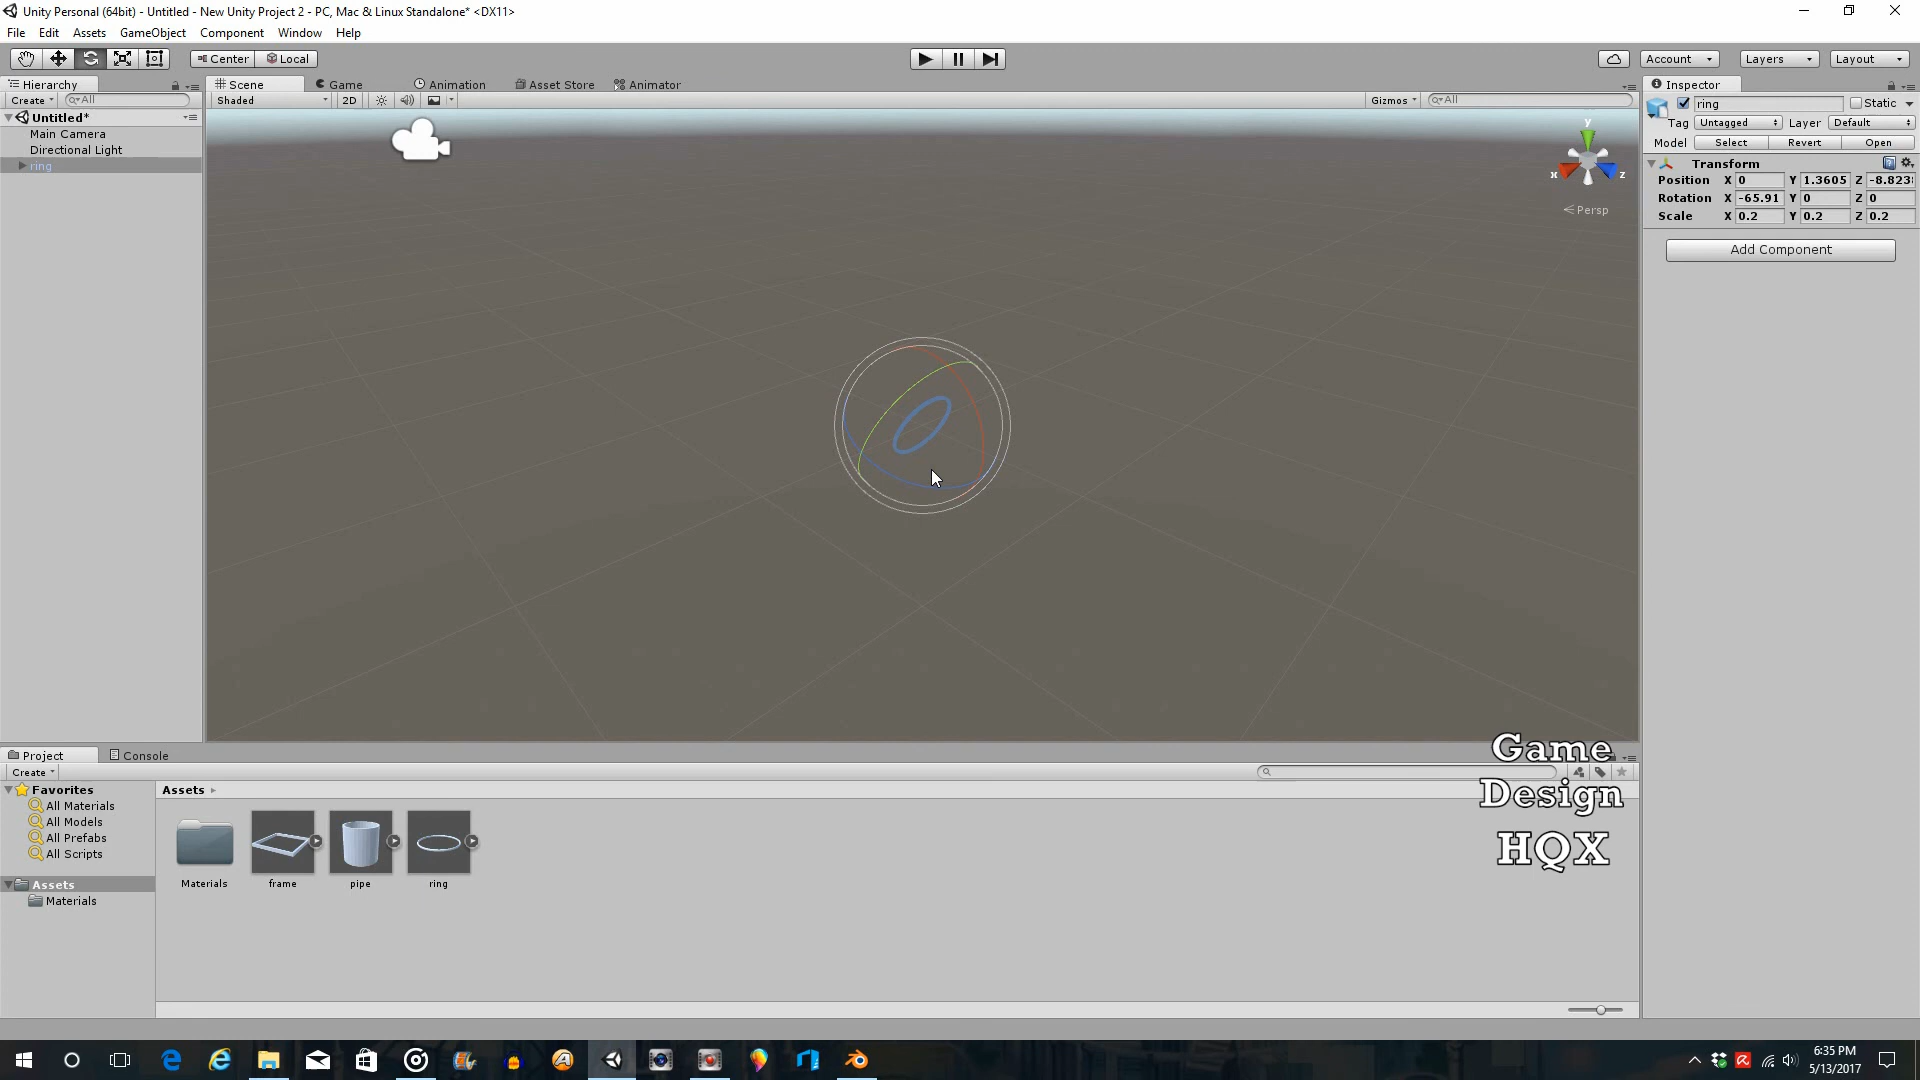 Unity Personal (64bit) - Untitled - New Unity Project 2 - PC, Mac & Linux Standalone* <DX11>
File Edit Assets GameObject Component Window Help
Center Local Account Layers Layout
Hierarchy Scene Game Animation Asset Store Animator Inspector
Create All Shaded 2D Gizmos All ring Static
Untitled*
Main Camera
Directional Light
ring
y
x z
Persp
Tag Untagged Layer Default
Model Select Revert Open
Transform
Position X 0 Y 1.3605 Z -8.823
Rotation X -65.91 Y 0 Z 0
Scale X 0.2 Y 0.2 Z 0.2
Add Component
Project Console
Create
Favorites
All Materials
All Models
All Prefabs
All Scripts
Assets
Materials
Assets
Materials frame pipe ring
Game
Design
HQX
6:35 PM
5/13/2017